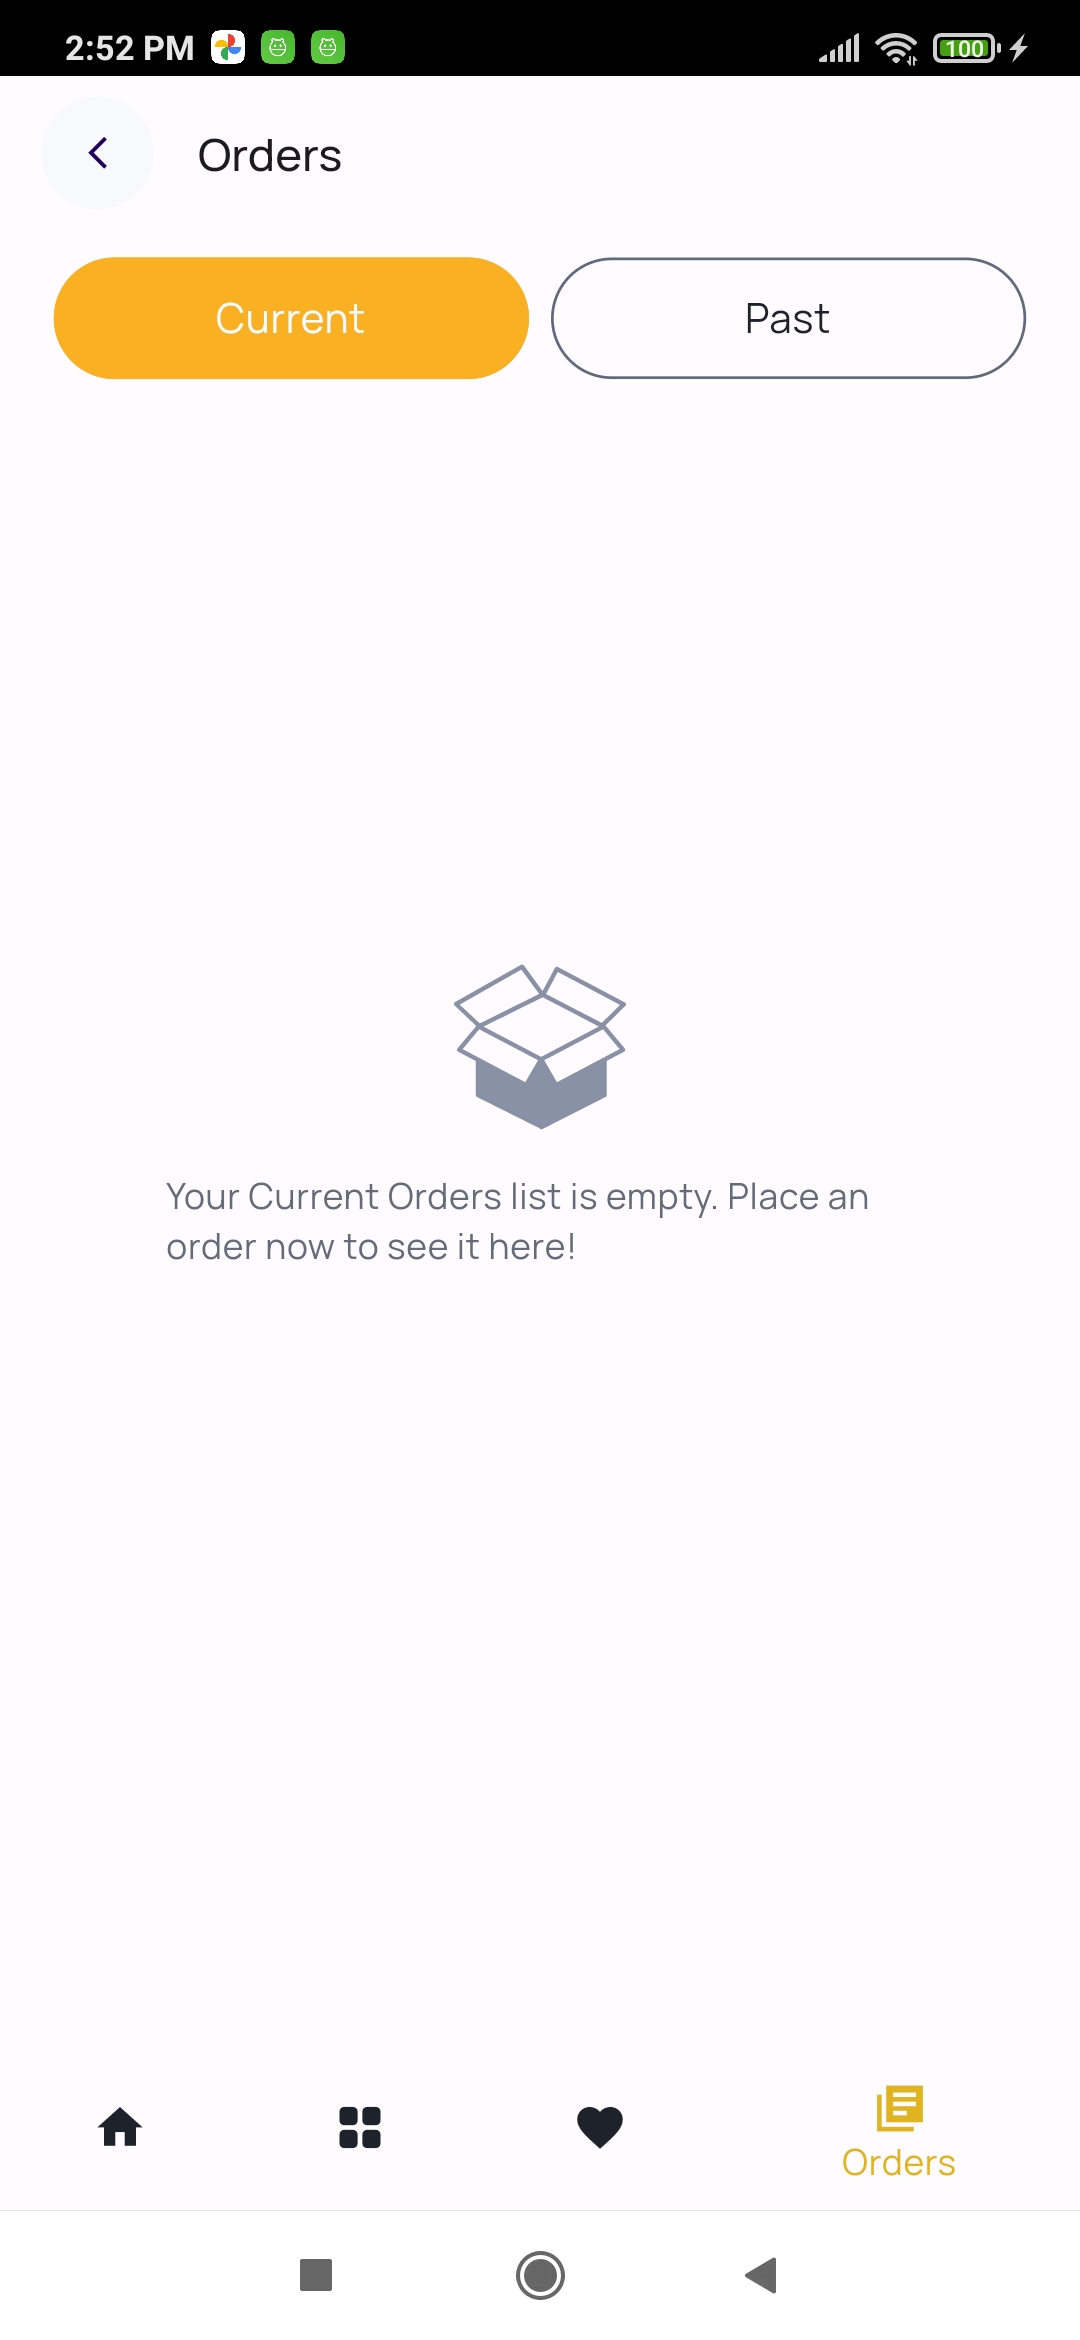 2:52 PM
100
Orders
Current
Past
Your Current Orders list is empty. Place an
order now to see it here!
Orders